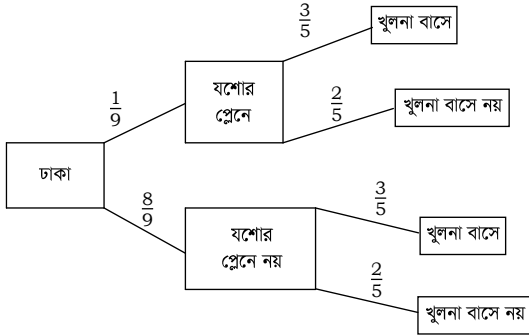 3/5
খুলনা বাসে
যশোর
প্লেনে
1/9
2/5
খুলনা বাসে নয়
ঢাকা
8/9
3/5
যশোর
প্লেনে নয়
খুলনা বাসে
2/5
খুলনা বাসে নয়